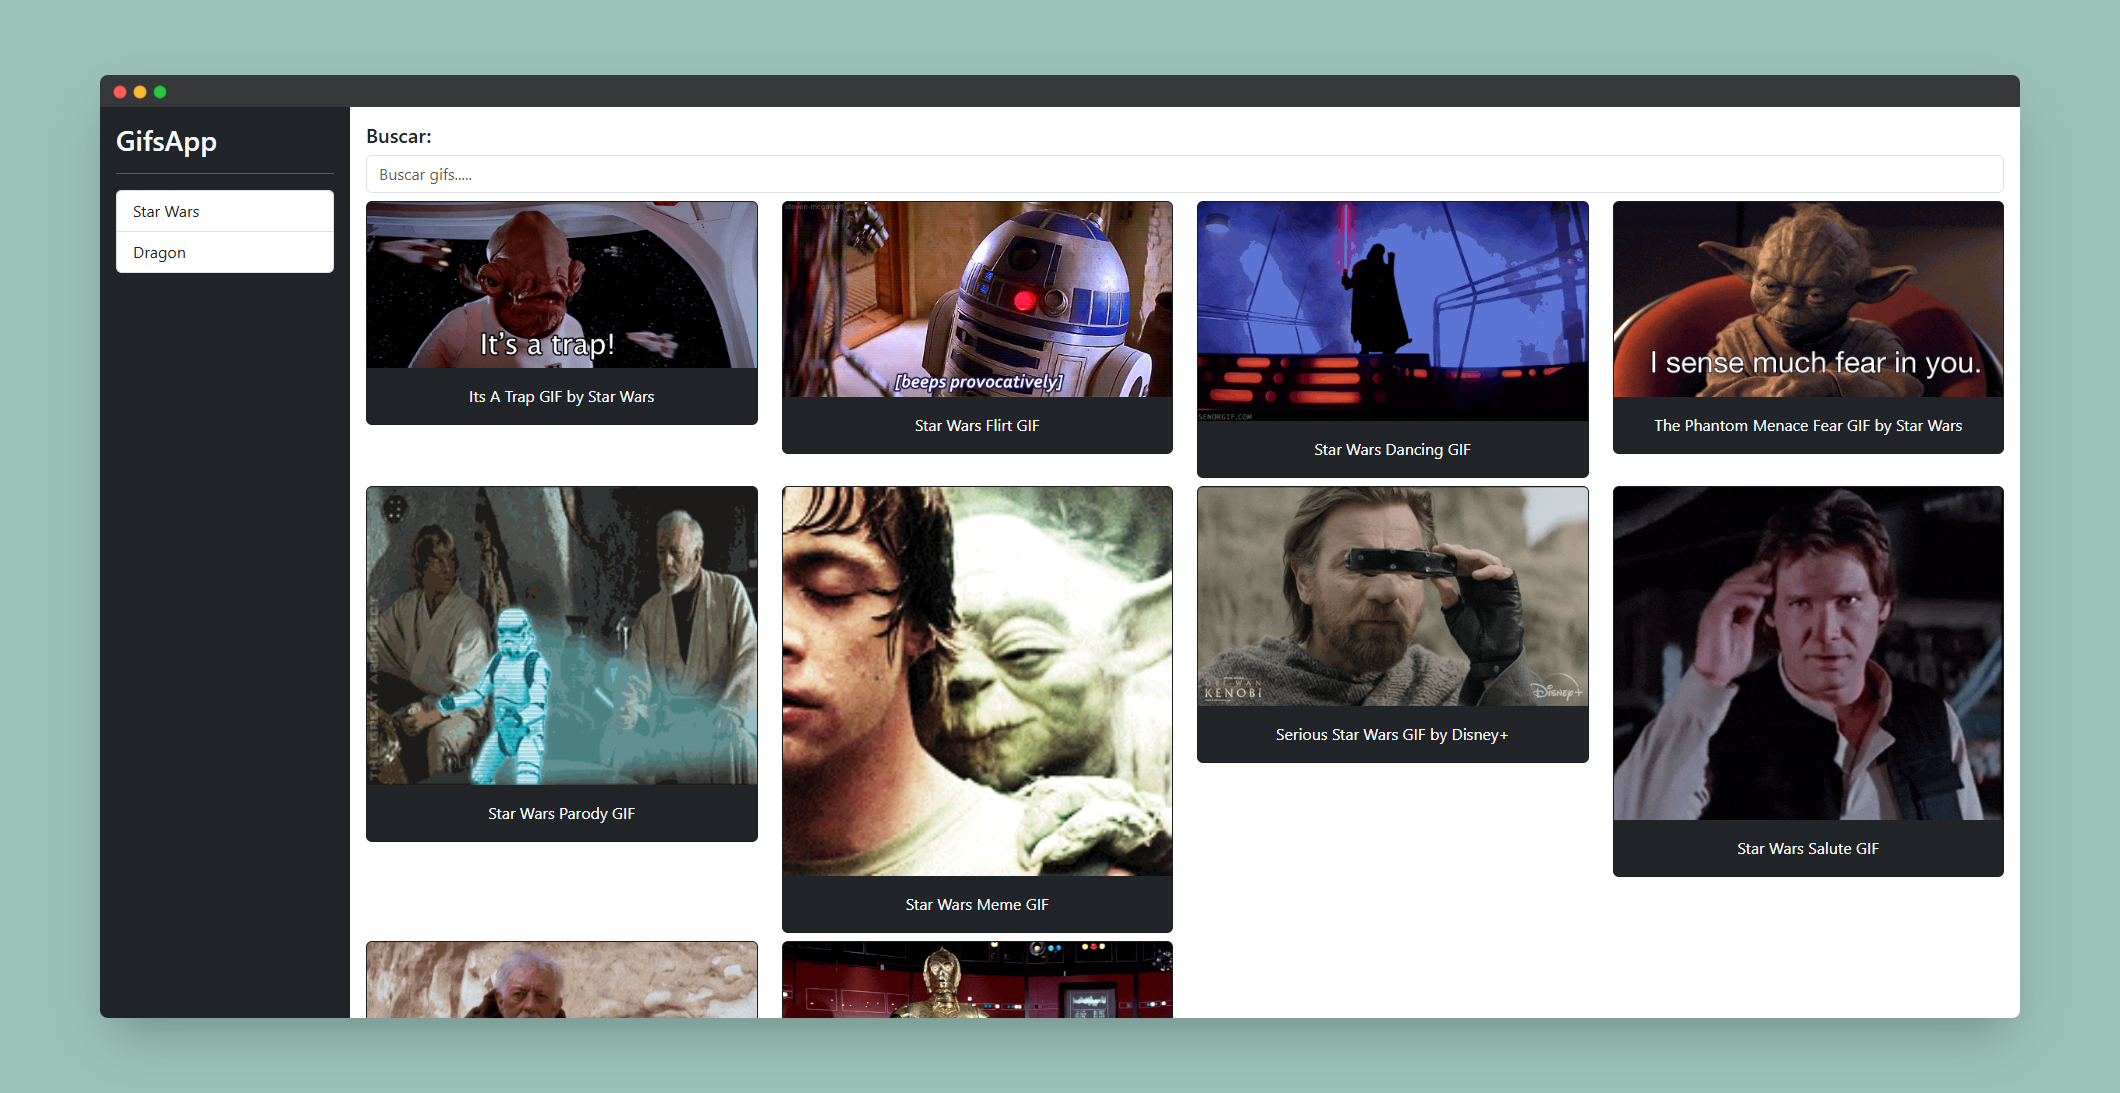 GifsApp
Star Wars
Dragon
Buscar:
Buscar gifs.....
It's a trap!
Its A Trap GIF by Star Wars
steven-mcgarrett
[beeps provocatively]
Star Wars Flirt GIF
SENORGIF.COM
Star Wars Dancing GIF
I sense much fear in you.
The Phantom Menace Fear GIF by Star Wars
Star Wars Parody GIF
Star Wars Meme GIF
OBI-WAN
KENOBI
Disney+
Serious Star Wars GIF by Disney+
Star Wars Salute GIF